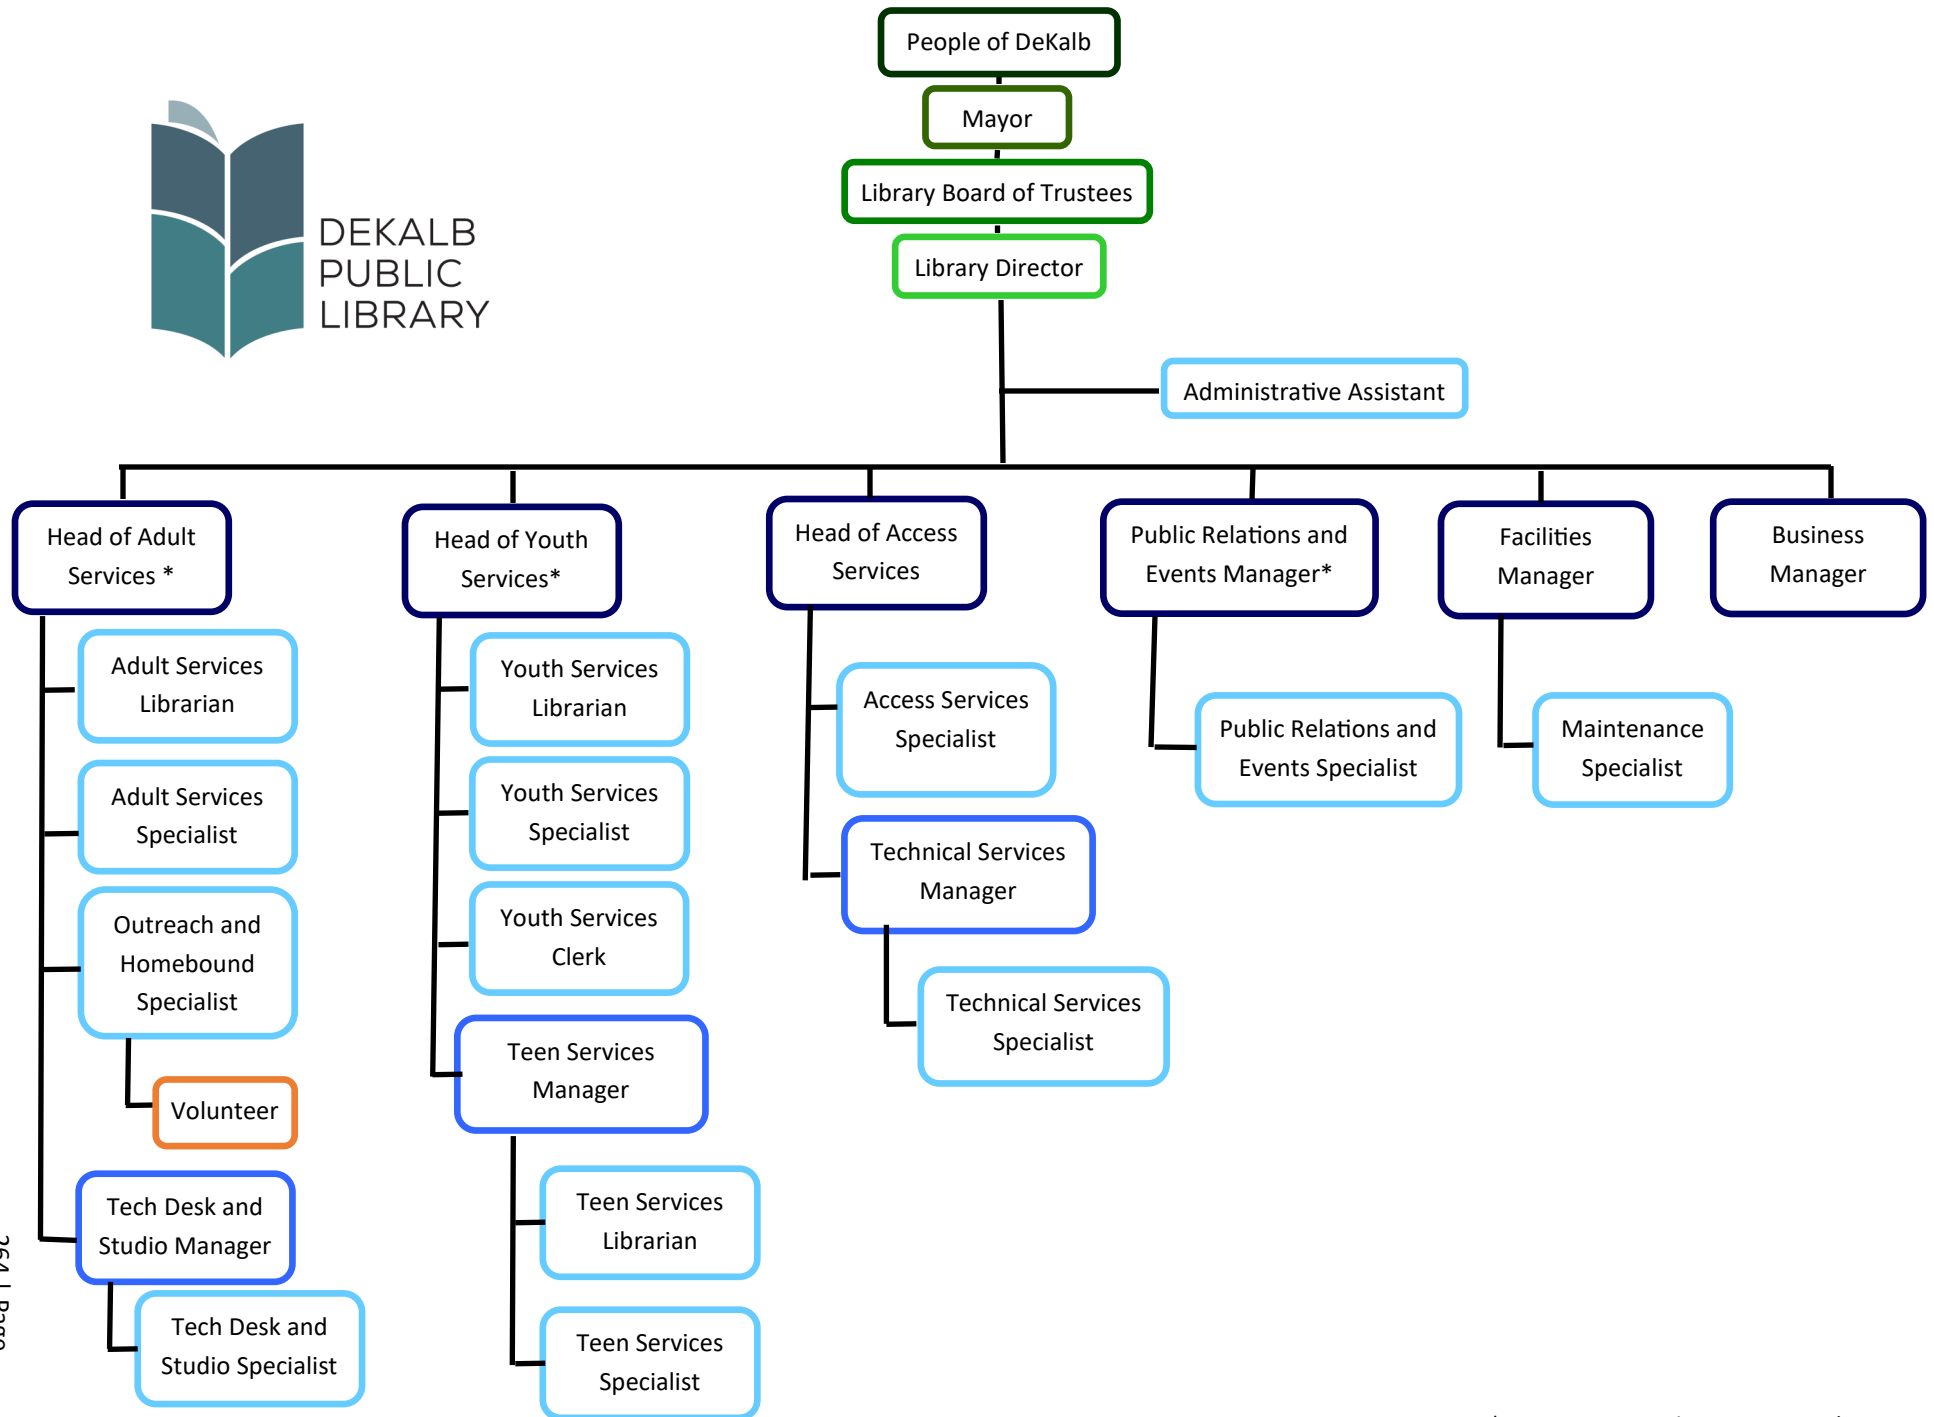 People of DeKalb
Mayor
Library Board of Trustees
Library Director
DEKALB
PUBLIC
LIBRARY
Administrative Assistant
Head of Adult
Services *
Adult Services
Librarian
Adult Services
Specialist
Outreach and
Homebound
Specialist
Volunteer
Tech Desk and
Studio Manager
Tech Desk and
Studio Specialist
Head of Youth
Services*
Youth Services
Librarian
Youth Services
Specialist
Youth Services
Clerk
Teen Services
Manager
Teen Services
Librarian
Teen Services
Specialist
Head of Access
Services
Access Services
Specialist
Technical Services
Manager
Technical Services
Specialist
Public Relations and
Events Manager*
Public Relations and
Events Specialist
Facilities
Manager
Maintenance
Specialist
Business
Manager